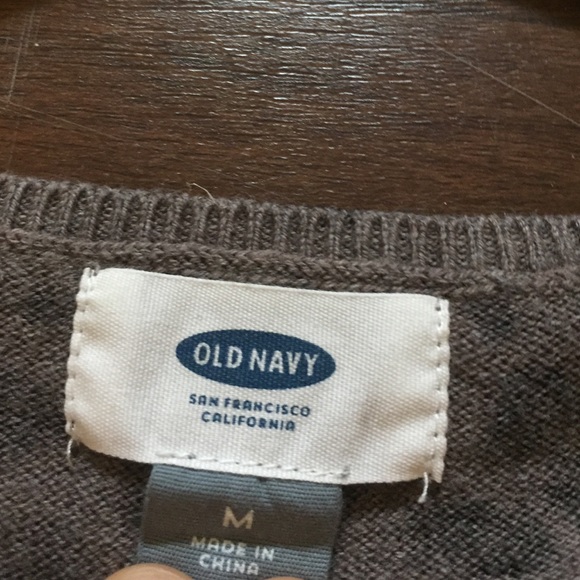 OLD NAVY
SAN FRANCISCO
CALIFORNIA
M
MADE IN
CHINA